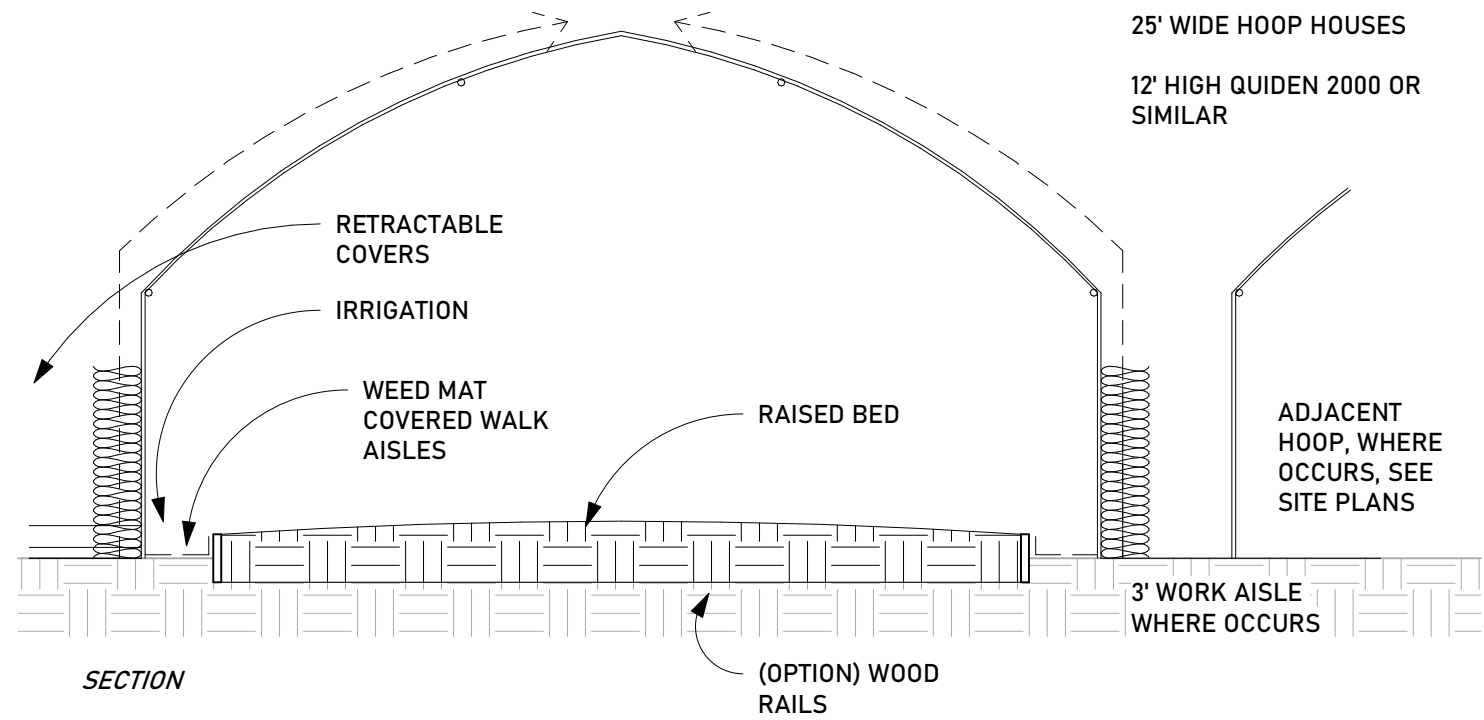 25' WIDE HOOP HOUSES
12' HIGH QUIDEN 2000 OR
SIMILAR
RETRACTABLE
COVERS
IRRIGATION
WEED MAT
COVERED WALK
AISLES
RAISED BED
ADJACENT
HOOP, WHERE
OCCURS, SEE
SITE PLANS
3' WORK AISLE
WHERE OCCURS
(OPTION) WOOD
RAILS
SECTION